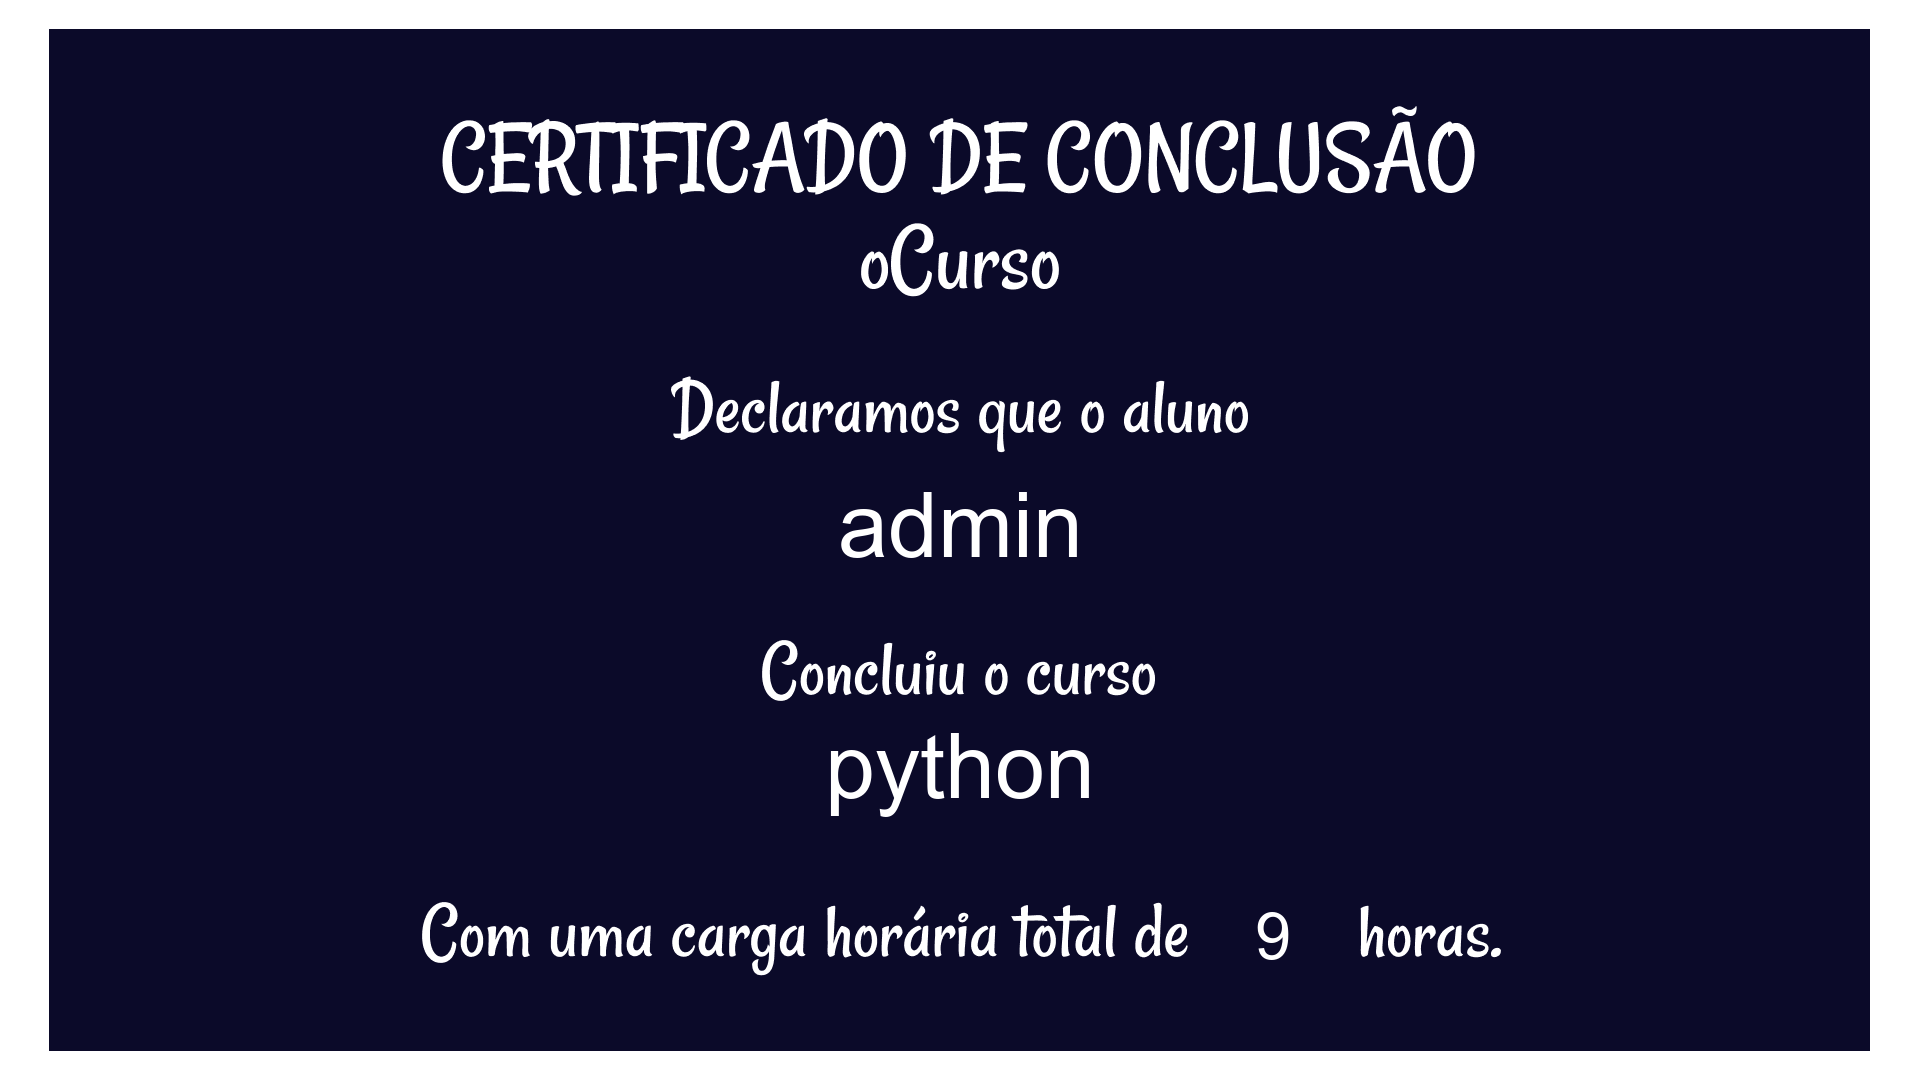 CERTIFICADO DE CONCLUSÃO
oCurso
Declaramos que o aluno
admin
Concluiu o curso
python
Com uma carga horária total de 9 horas.